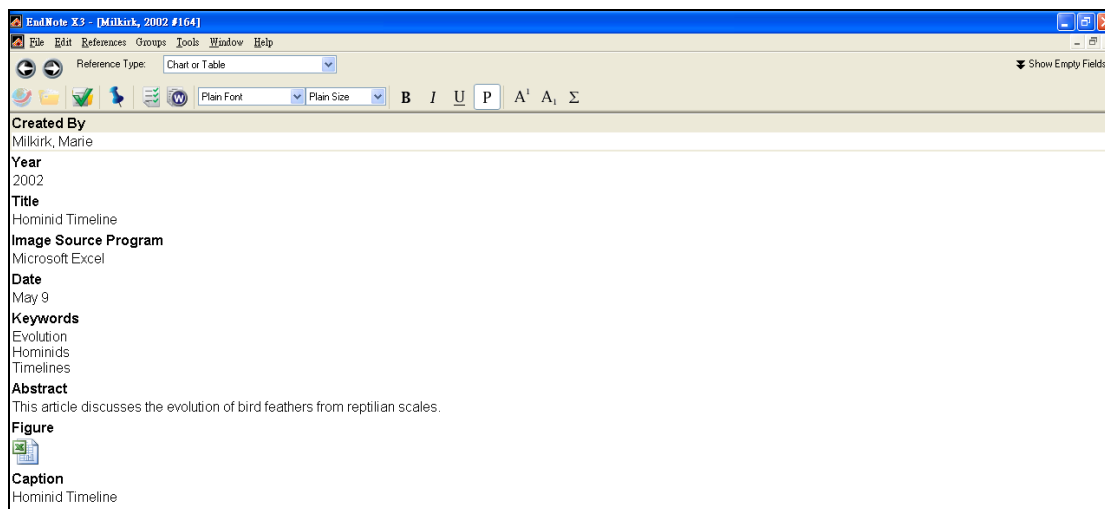 EndNote X3 - [Milkirk, 2002 #164]
File Edit References Groups Tools Window Help
Reference Type: Chart or Table Show Empty Fields
Plain Font Plain Size B I U P A¹ A₁ Σ
Created By
Milkirk, Marie
Year
2002
Title
Hominid Timeline
Image Source Program
Microsoft Excel
Date
May 9
Keywords
Evolution
Hominids
Timelines
Abstract
This article discusses the evolution of bird feathers from reptilian scales.
Figure
Caption
Hominid Timeline